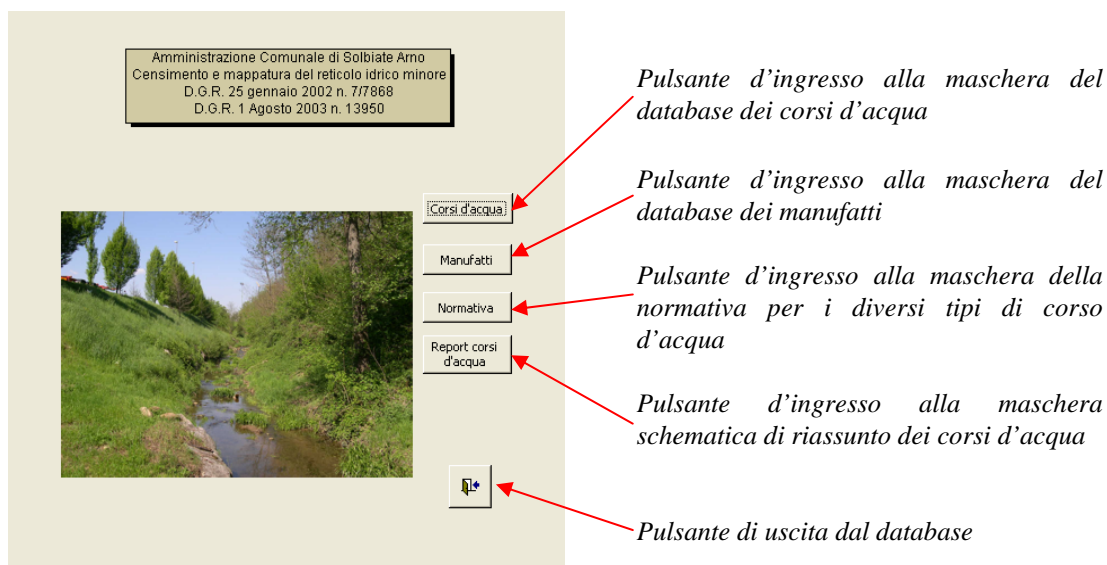 Amministrazione Comunale di Solbiate Arno
Censimento e mappatura del reticolo idrico minore
D.G.R. 25 gennaio 2002 n. 7/7868
D.G.R. 1 Agosto 2003 n. 13950
Corsi d'acqua
Manufatti
Normativa
Report corsi
d'acqua
Pulsante d’ingresso alla maschera del
database dei corsi d’acqua
Pulsante d’ingresso alla maschera del
database dei manufatti
Pulsante d’ingresso alla maschera della
normativa per i diversi tipi di corso
d’acqua
Pulsante d’ingresso alla maschera
schematica di riassunto dei corsi d’acqua
Pulsante di uscita dal database